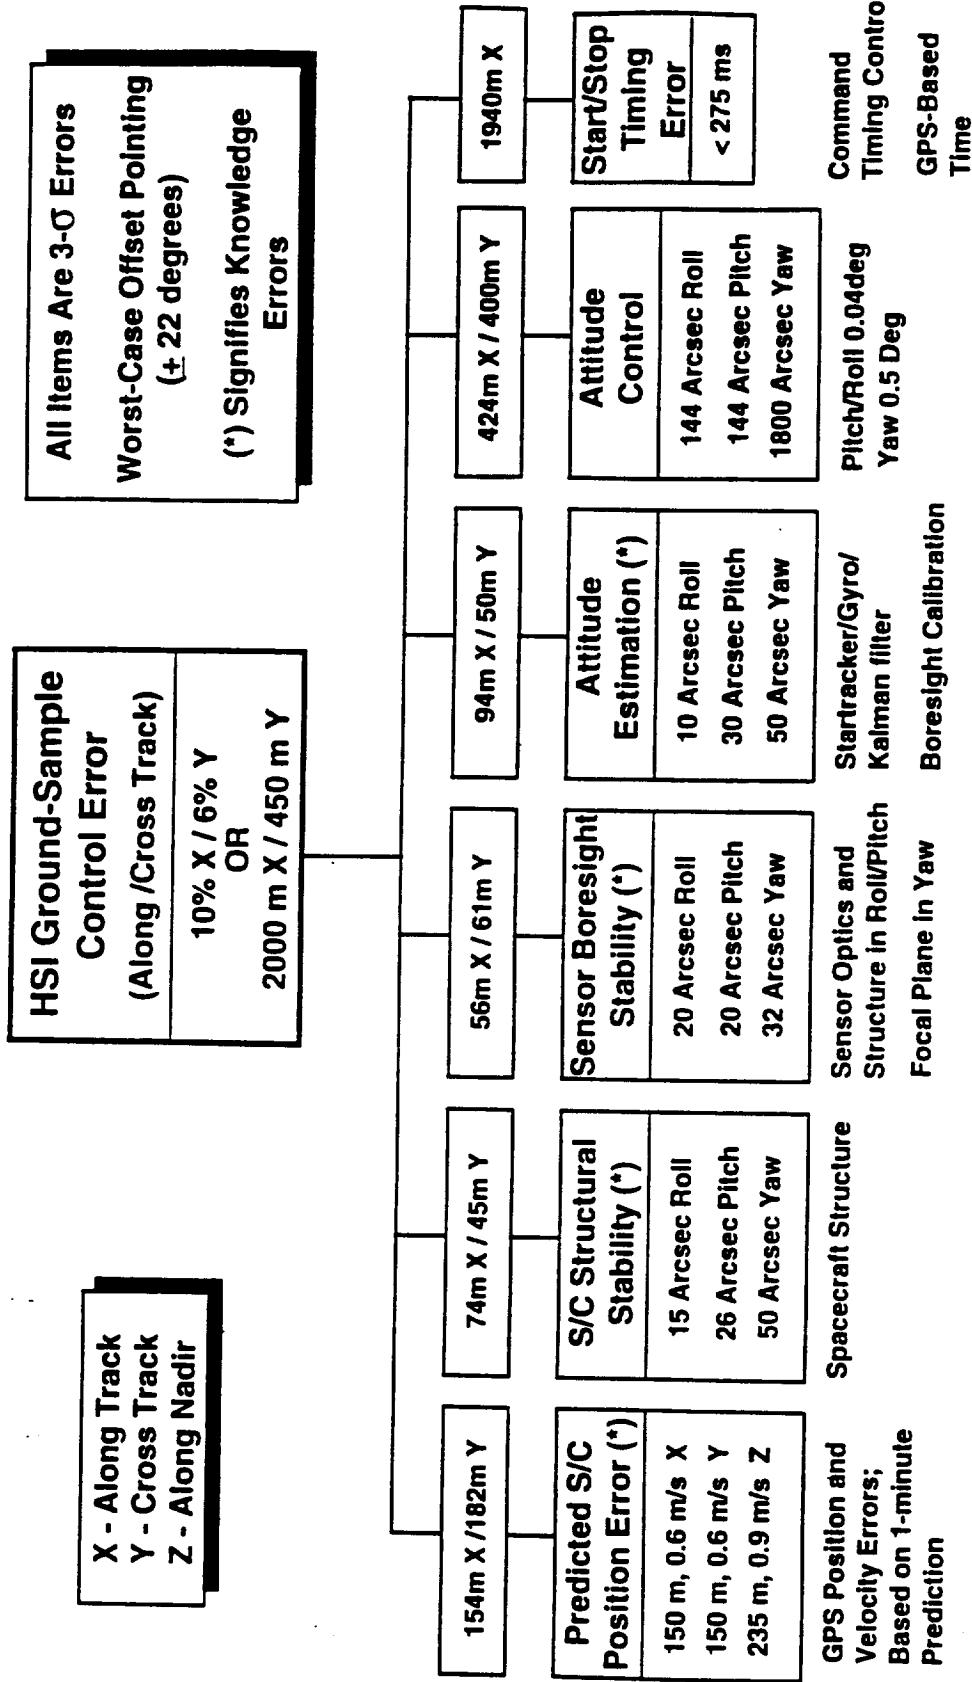 X - Along Track
Y - Cross Track
Z - Along Nadir
HSI Ground-Sample
Control Error
(Along /Cross Track)
10% X / 6% Y
OR
2000 m X / 450 m Y
All Items Are 3-σ Errors
Worst-Case Offset Pointing
(± 22 degrees)
(*) Signifies Knowledge
Errors
154m X /182m Y
Predicted S/C
Position Error (*)
150 m, 0.6 m/s X
150 m, 0.6 m/s Y
235 m, 0.9 m/s Z
GPS Position and
Velocity Errors;
Based on 1-minute
Prediction
74m X / 45m Y
S/C Structural
Stability (*)
15 Arcsec Roll
26 Arcsec Pitch
50 Arcsec Yaw
Spacecraft Structure
56m X / 61m Y
Sensor Boresight
Stability (*)
20 Arcsec Roll
20 Arcsec Pitch
32 Arcsec Yaw
Sensor Optics and
Structure in Roll/Pitch
Focal Plane in Yaw
94m X / 50m Y
Attitude
Estimation (*)
10 Arcsec Roll
30 Arcsec Pitch
50 Arcsec Yaw
Startracker/Gyro/
Kalman filter
Boresight Calibration
424m X / 400m Y
Attitude
Control
144 Arcsec Roll
144 Arcsec Pitch
1800 Arcsec Yaw
Pitch/Roll 0.04deg
Yaw 0.5 Deg
1940m X
Start/Stop
Timing
Error
< 275 ms
Command
Timing Contro
GPS-Based
Time